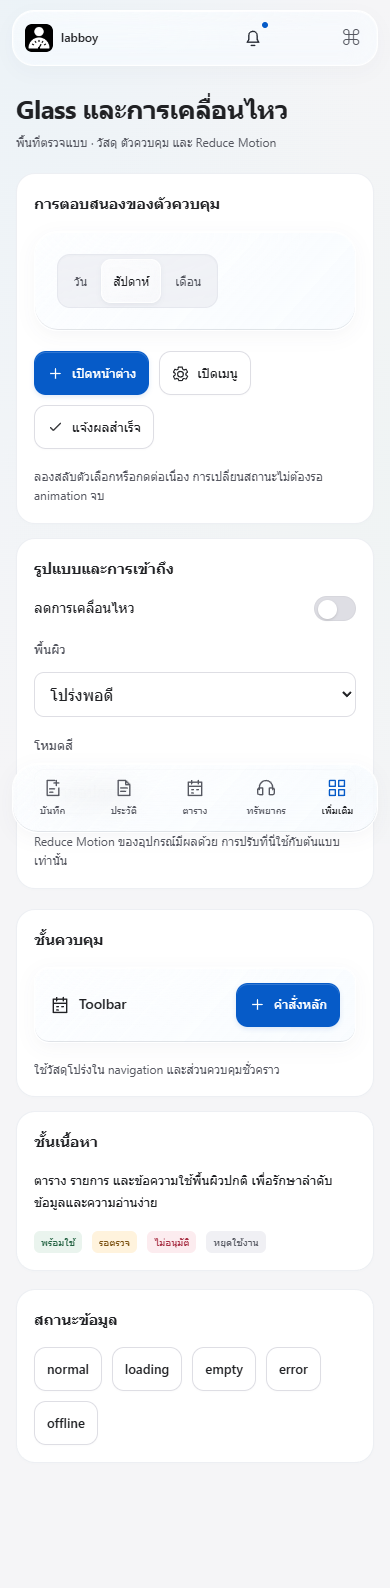 labboy
Glass และการเคลื่อนไหว
พื้นที่ตรวจแบบ · วัสดุ ตัวควบคุม และ Reduce Motion
การตอบสนองของตัวควบคุม
วัน
สัปดาห์
เดือน
เปิดหน้าต่าง
เปิดเมนู
แจ้งผลสำเร็จ
ลองสลับตัวเลือกหรือกดต่อเนื่อง การเปลี่ยนสถานะไม่ต้องรอ
animation จบ
รูปแบบและการเข้าถึง
ลดการเคลื่อนไหว
พื้นผิว
โปร่งพอดี
โหมดสี
บันทึก
ประวัติ
ตาราง
ทรัพยากร
เพิ่มเติม
Reduce Motion ของอุปกรณ์มีผลด้วย การปรับที่นี่ใช้กับต้นแบบ
เท่านั้น
ชั้นควบคุม
Toolbar
คำสั่งหลัก
ใช้วัสดุโปร่งใน navigation และส่วนควบคุมชั่วคราว
ชั้นเนื้อหา
ตาราง รายการ และข้อความใช้พื้นผิวปกติ เพื่อรักษาลำดับ
ข้อมูลและความอ่านง่าย
พร้อมใช้
รอตรวจ
ไม่อนุมัติ
หยุดใช้งาน
สถานะข้อมูล
normal
loading
empty
error
offline